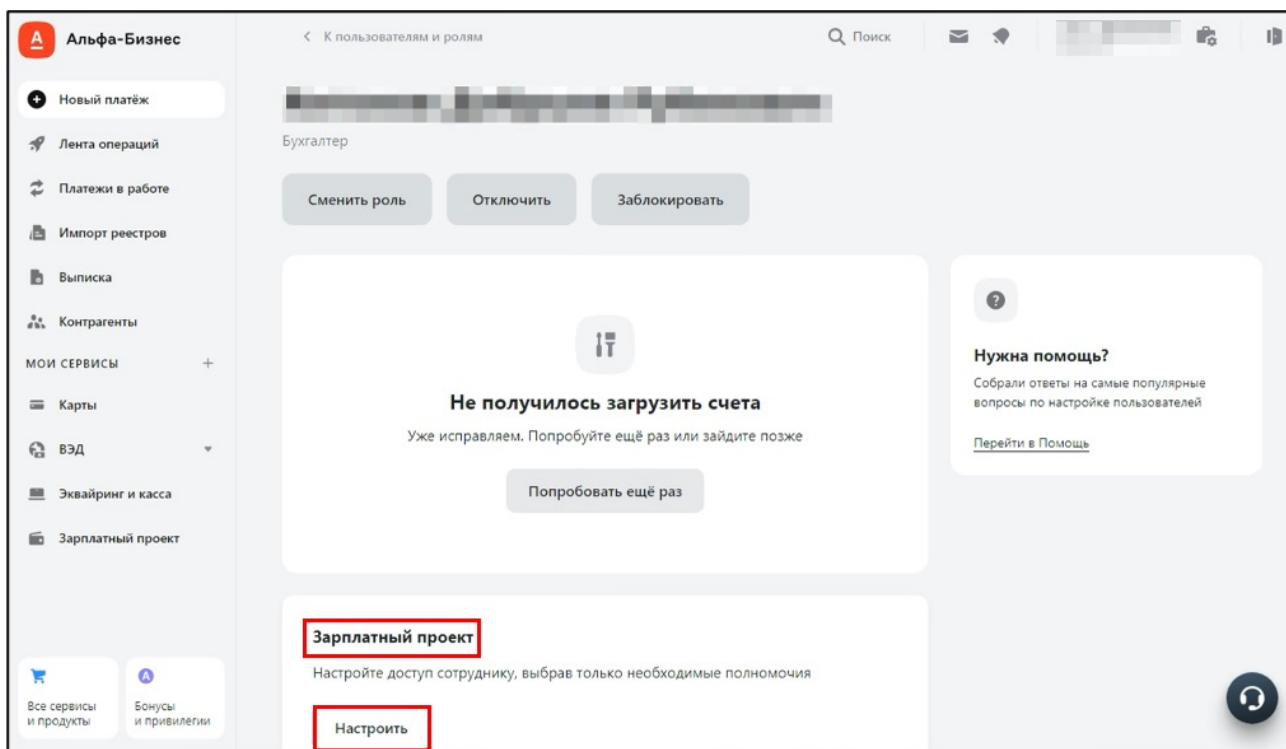 А Альфа-Бизнес
К пользователям и ролям
Поиск
Новый платёж
Лента операций
Платежи в работе
Импорт реестров
Выписка
Контрагенты
МОИ СЕРВИСЫ
Карты
ВЭД
Эквайринг и касса
Зарплатный проект
Все сервисы
и продукты
А
Бонусы
и привилегии
Бухгалтер
Сменить роль
Отключить
Заблокировать
Не получилось загрузить счета
Уже исправляем. Попробуйте ещё раз или зайдите позже
Попробовать ещё раз
?
Нужна помощь?
Собрали ответы на самые популярные
вопросы по настройке пользователей
Перейти в Помощь
Зарплатный проект
Настройте доступ сотруднику, выбрав только необходимые полномочия
Настроить